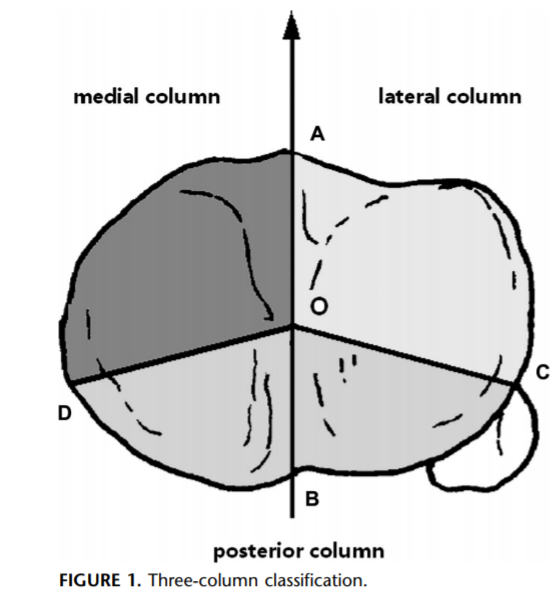 medial column
lateral column
A
O
C
D
B
posterior column
FIGURE 1. Three-column classification.